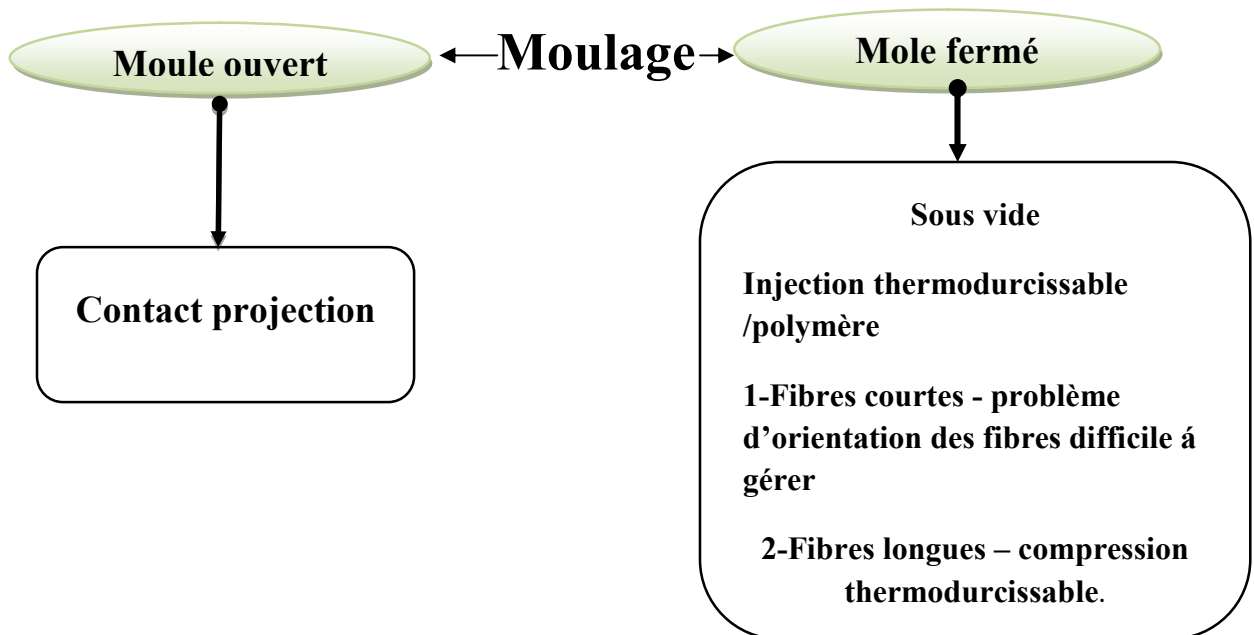 Moule ouvert
Moulage
Mole fermé
Contact projection
Sous vide
Injection thermodurcissable
/polymère
1-Fibres courtes - problème
d’orientation des fibres difficile á
gérer
2-Fibres longues – compression
thermodurcissable.